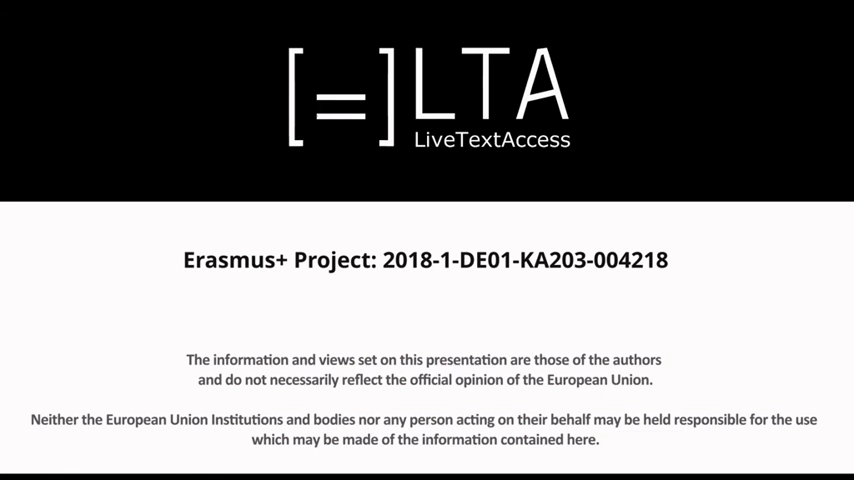 [=] LTA
LiveTextAccess
Erasmus+ Project: 2018-1-DE01-KA203-004218
The information and views set on this presentation are those of the authors
and do not necessarily reflect the official opinion of the European Union.
Neither the European Union Institutions and bodies nor any person acting on their behalf may be held responsible for the use
which may be made of the information contained here.